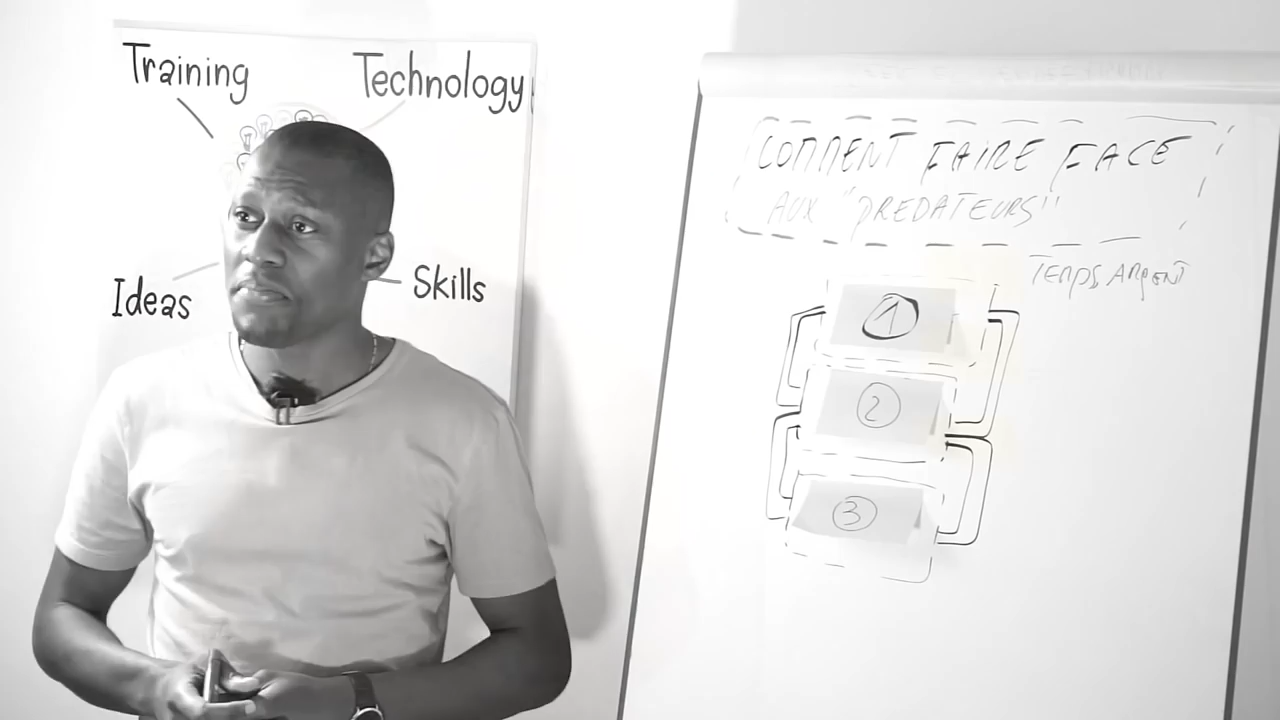 Training
Technology
Ideas
Skills
COMMENT FAIRE FACE
AUX "PREDATEURS"
TEMPS ARGENT
1
2
3